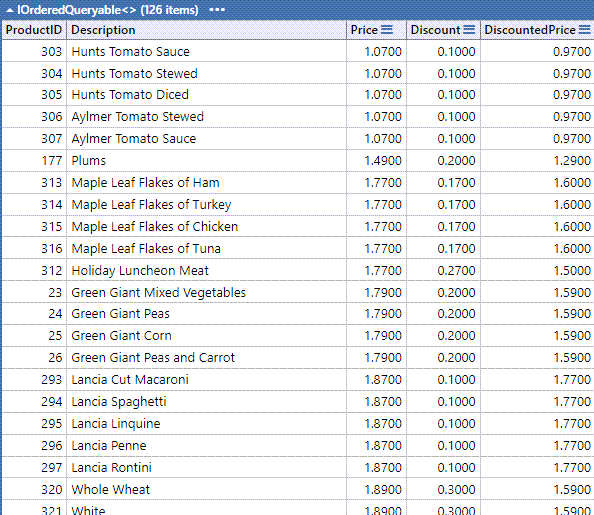 IOrderedQueryable<> (126 items) •••
ProductID Description Price Discount DiscountedPrice
303 Hunts Tomato Sauce 1.0700 0.1000 0.9700
304 Hunts Tomato Stewed 1.0700 0.1000 0.9700
305 Hunts Tomato Diced 1.0700 0.1000 0.9700
306 Aylmer Tomato Stewed 1.0700 0.1000 0.9700
307 Aylmer Tomato Sauce 1.0700 0.1000 0.9700
177 Plums 1.4900 0.2000 1.2900
313 Maple Leaf Flakes of Ham 1.7700 0.1700 1.6000
314 Maple Leaf Flakes of Turkey 1.7700 0.1700 1.6000
315 Maple Leaf Flakes of Chicken 1.7700 0.1700 1.6000
316 Maple Leaf Flakes of Tuna 1.7700 0.1700 1.6000
312 Holiday Luncheon Meat 1.7700 0.2700 1.5000
23 Green Giant Mixed Vegetables 1.7900 0.2000 1.5900
24 Green Giant Peas 1.7900 0.2000 1.5900
25 Green Giant Corn 1.7900 0.2000 1.5900
26 Green Giant Peas and Carrot 1.7900 0.2000 1.5900
293 Lancia Cut Macaroni 1.8700 0.1000 1.7700
294 Lancia Spaghetti 1.8700 0.1000 1.7700
295 Lancia Linquine 1.8700 0.1000 1.7700
296 Lancia Penne 1.8700 0.1000 1.7700
297 Lancia Rontini 1.8700 0.1000 1.7700
320 Whole Wheat 1.8900 0.3000 1.5900
321 White 1.8900 0.3000 1.5900